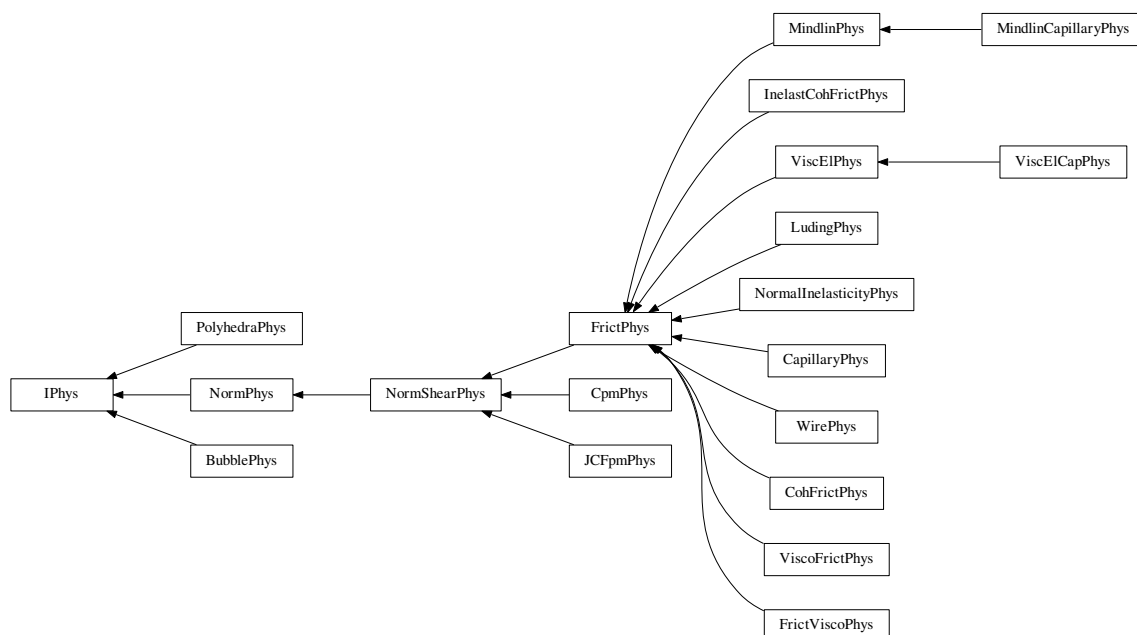 MindlinPhys
MindlinCapillaryPhys
InelastCohFrictPhys
ViscElPhys
ViscElCapPhys
LudingPhys
NormalInelasticityPhys
PolyhedraPhys
FrictPhys
CapillaryPhys
IPhys
NormPhys
NormShearPhys
CpmPhys
WirePhys
BubblePhys
JCFpmPhys
CohFrictPhys
ViscoFrictPhys
FrictViscoPhys